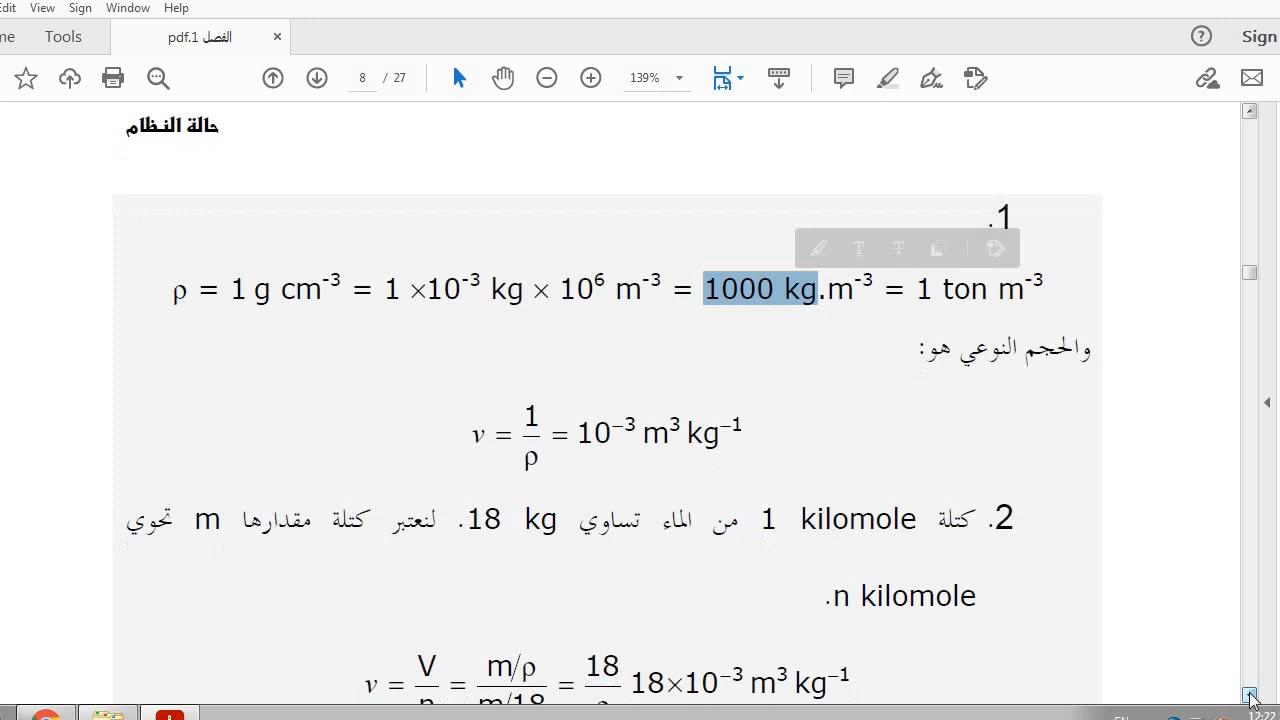 Edit View Sign Window Help
me Tools الفصل 1.pdf × Sign
8 / 27 139%
حالة النظام
1.
ρ = 1 g cm⁻³ = 1 ×10⁻³ kg × 10⁶ m⁻³ = 1000 kg.m⁻³ = 1 ton m⁻³
والحجم النوعي هو:
v = 1/ρ = 10⁻³ m³ kg⁻¹
2. كتلة 1 kilomole من الماء تساوي 18 kg. لنعتبر كتلة مقدارها m تحوي
n kilomole.
v = V/n = (m/ρ)/(m/18) = 18/ρ 18×10⁻³ m³ kg⁻¹
EN 12:22